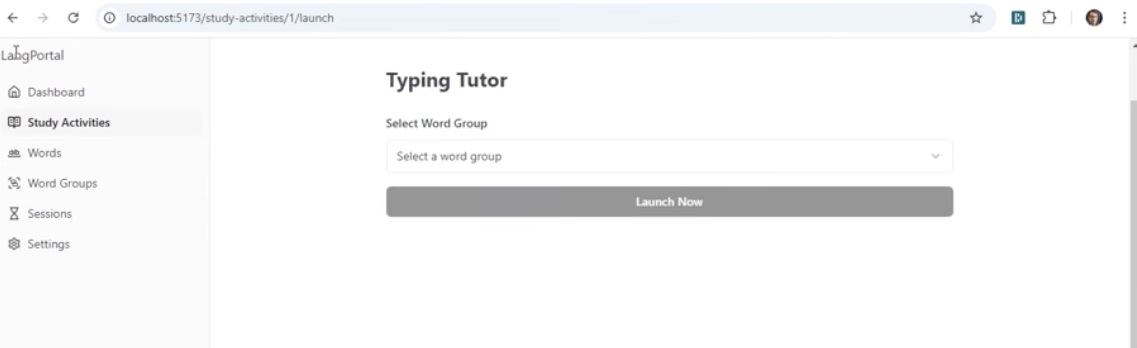 localhost:5173/study-activities/1/launch
LangPortal
Dashboard
Study Activities
Words
Word Groups
Sessions
Settings
Typing Tutor
Select Word Group
Select a word group
Launch Now